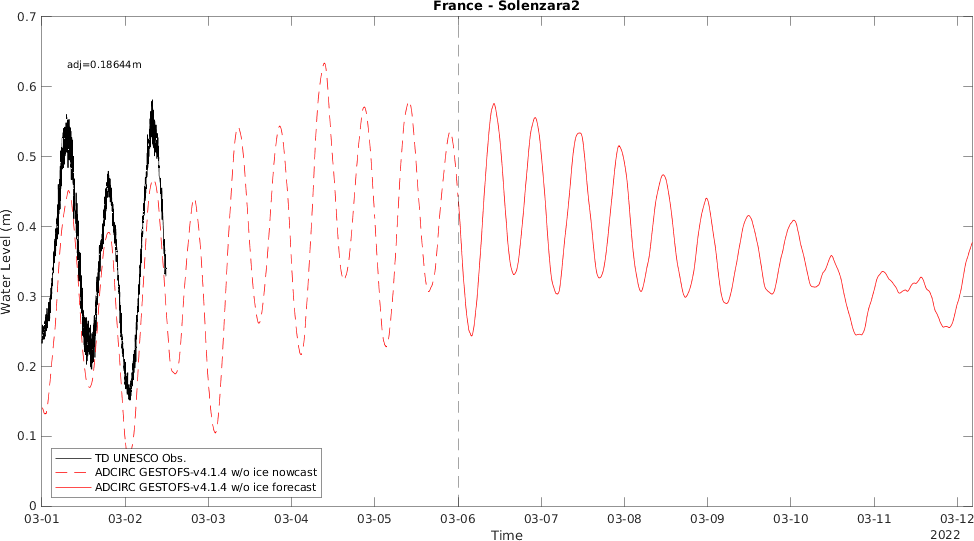 France - Solenzara2
adj=0.18644m
Water Level (m)
0.7
0.6
0.5
0.4
0.3
0.2
0.1
0
TD UNESCO Obs.
ADCIRC GESTOFS-v4.1.4 w/o ice nowcast
ADCIRC GESTOFS-v4.1.4 w/o ice forecast
03-01 03-02 03-03 03-04 03-05 03-06 03-07 03-08 03-09 03-10 03-11 03-12
Time
2022